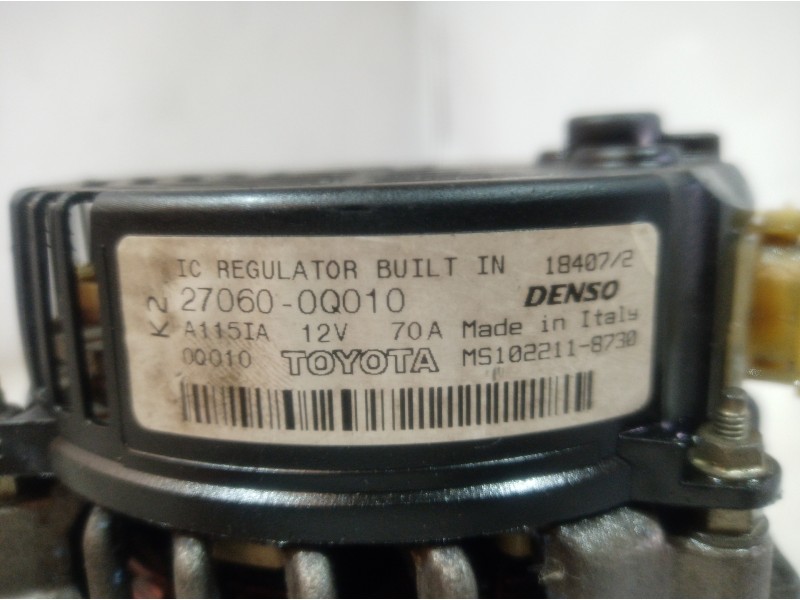 IC REGULATOR BUILT IN 18407/2
K2 27060-0Q010 DENSO
A115IA 12V 70A Made in Italy
0Q010 TOYOTA MS102211-8730